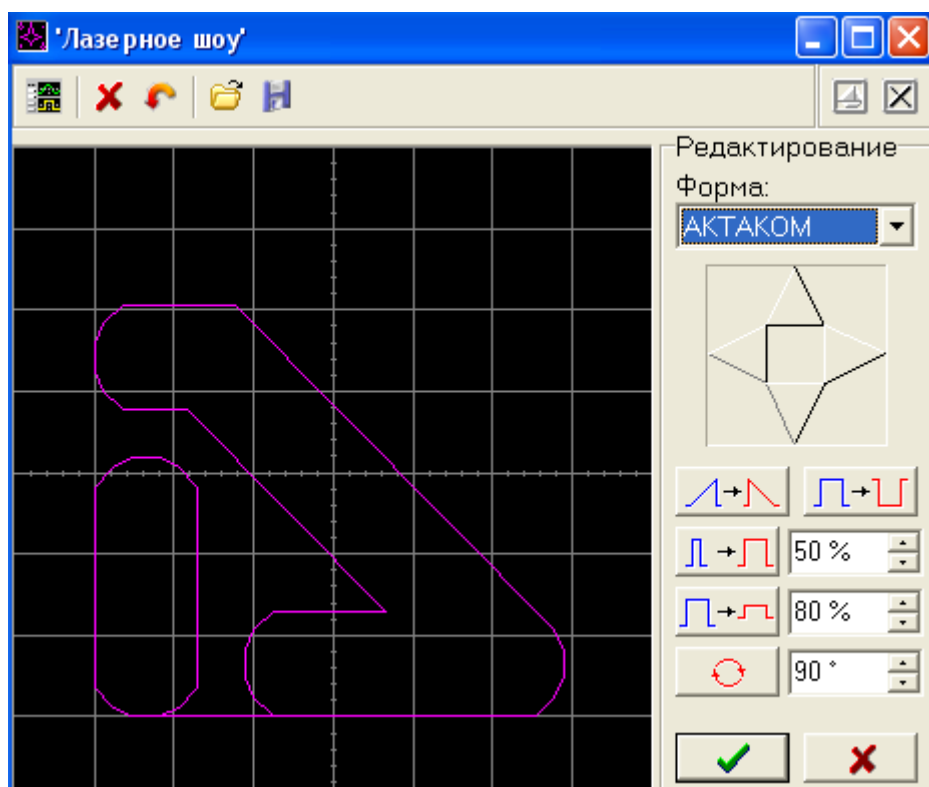 'Лазерное шоу'
Редактирование
Форма:
АКТАКОМ
50 %
80 %
90 °